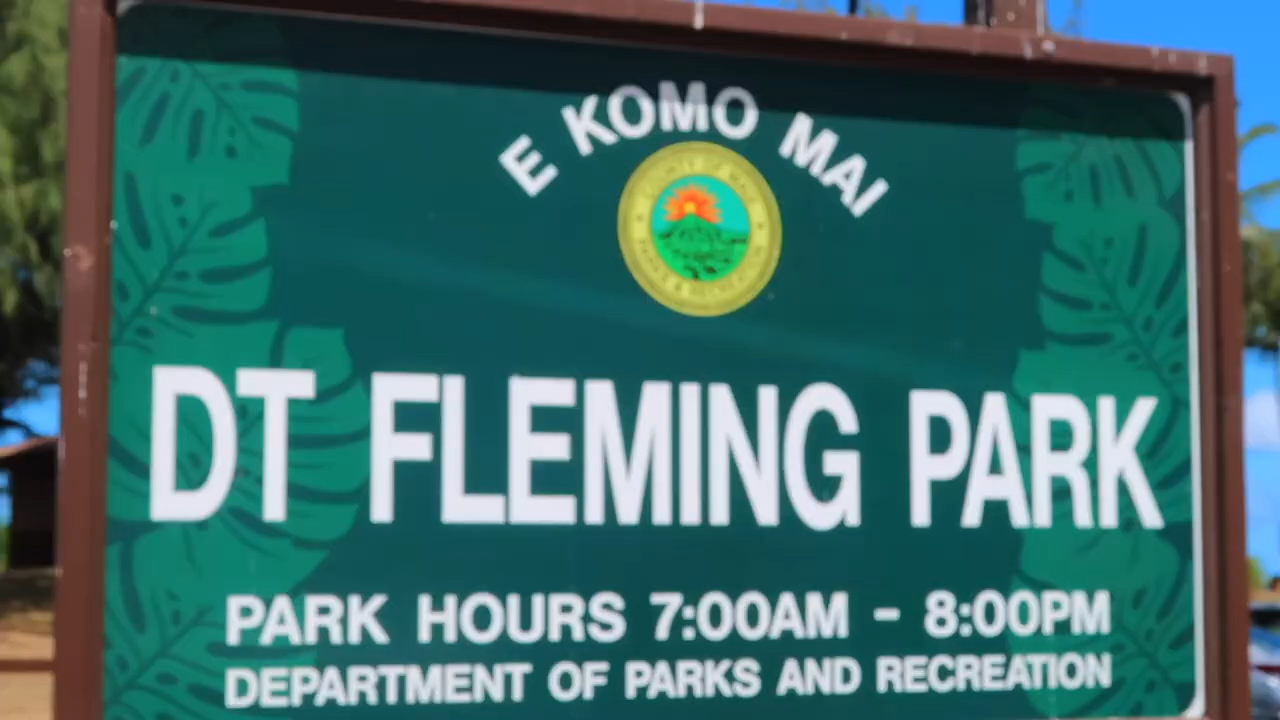 E KOMO MAI
DT FLEMING PARK
PARK HOURS 7:00AM - 8:00PM
DEPARTMENT OF PARKS AND RECREATION